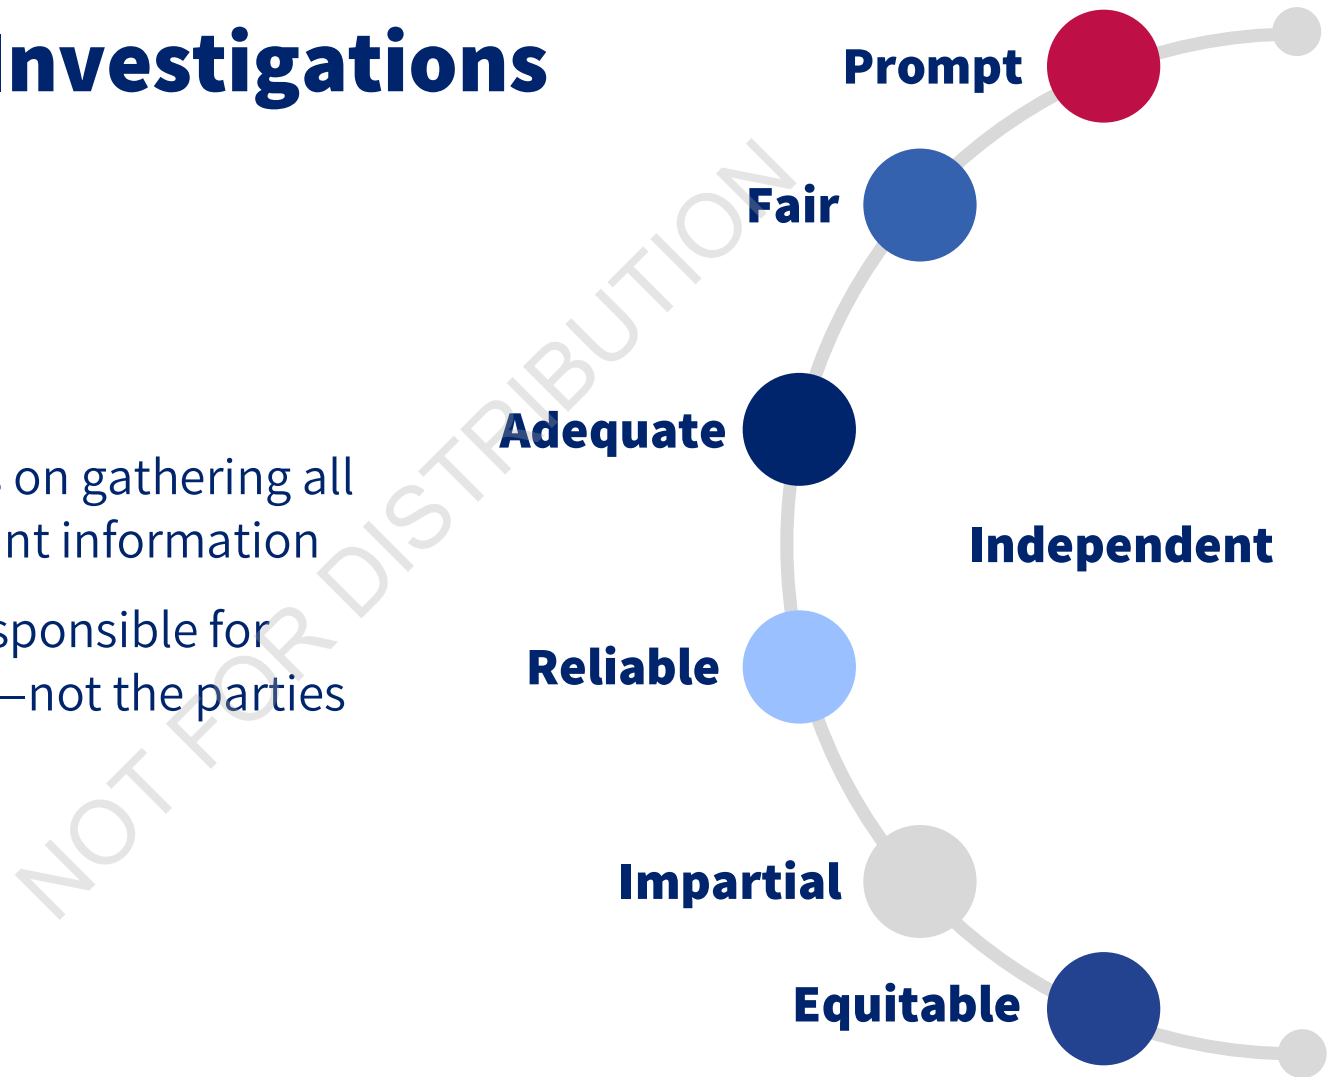 Investigations
Prompt
Fair
Adequate
on gathering all
nt information
Independent
sponsible for
—not the parties
Reliable
Impartial
Equitable
NOT FOR DISTRIBUTION